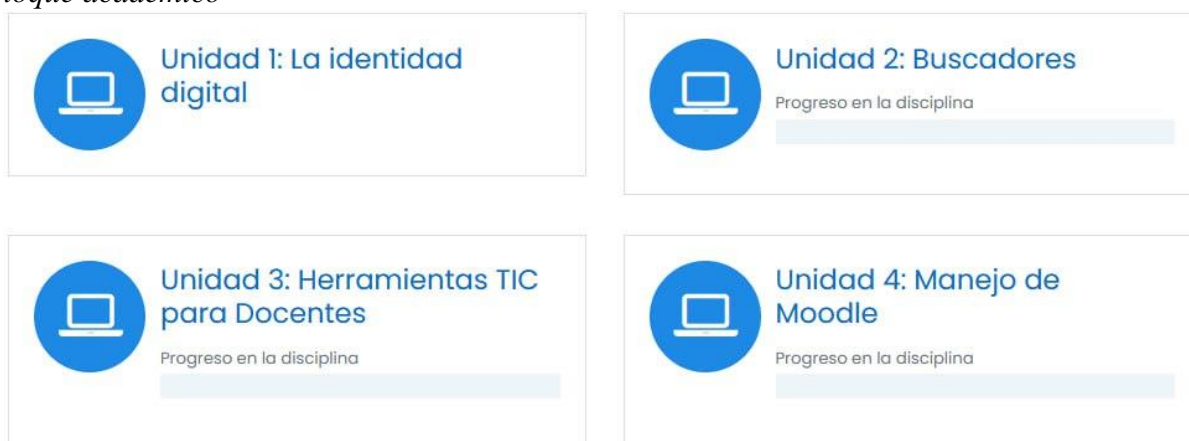 Unidad 1: La identidad
digital
Unidad 2: Buscadores
Progreso en la disciplina
Unidad 3: Herramientas TIC
para Docentes
Progreso en la disciplina
Unidad 4: Manejo de
Moodle
Progreso en la disciplina